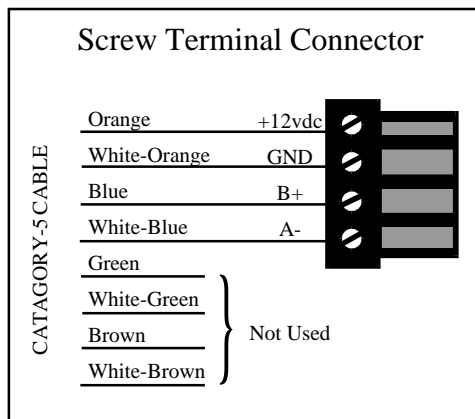 Screw Terminal Connector
CATAGORY-5 CABLE
Orange +12vdc
White-Orange GND
Blue B+
White-Blue A-
Green
White-Green
Brown
White-Brown
Not Used